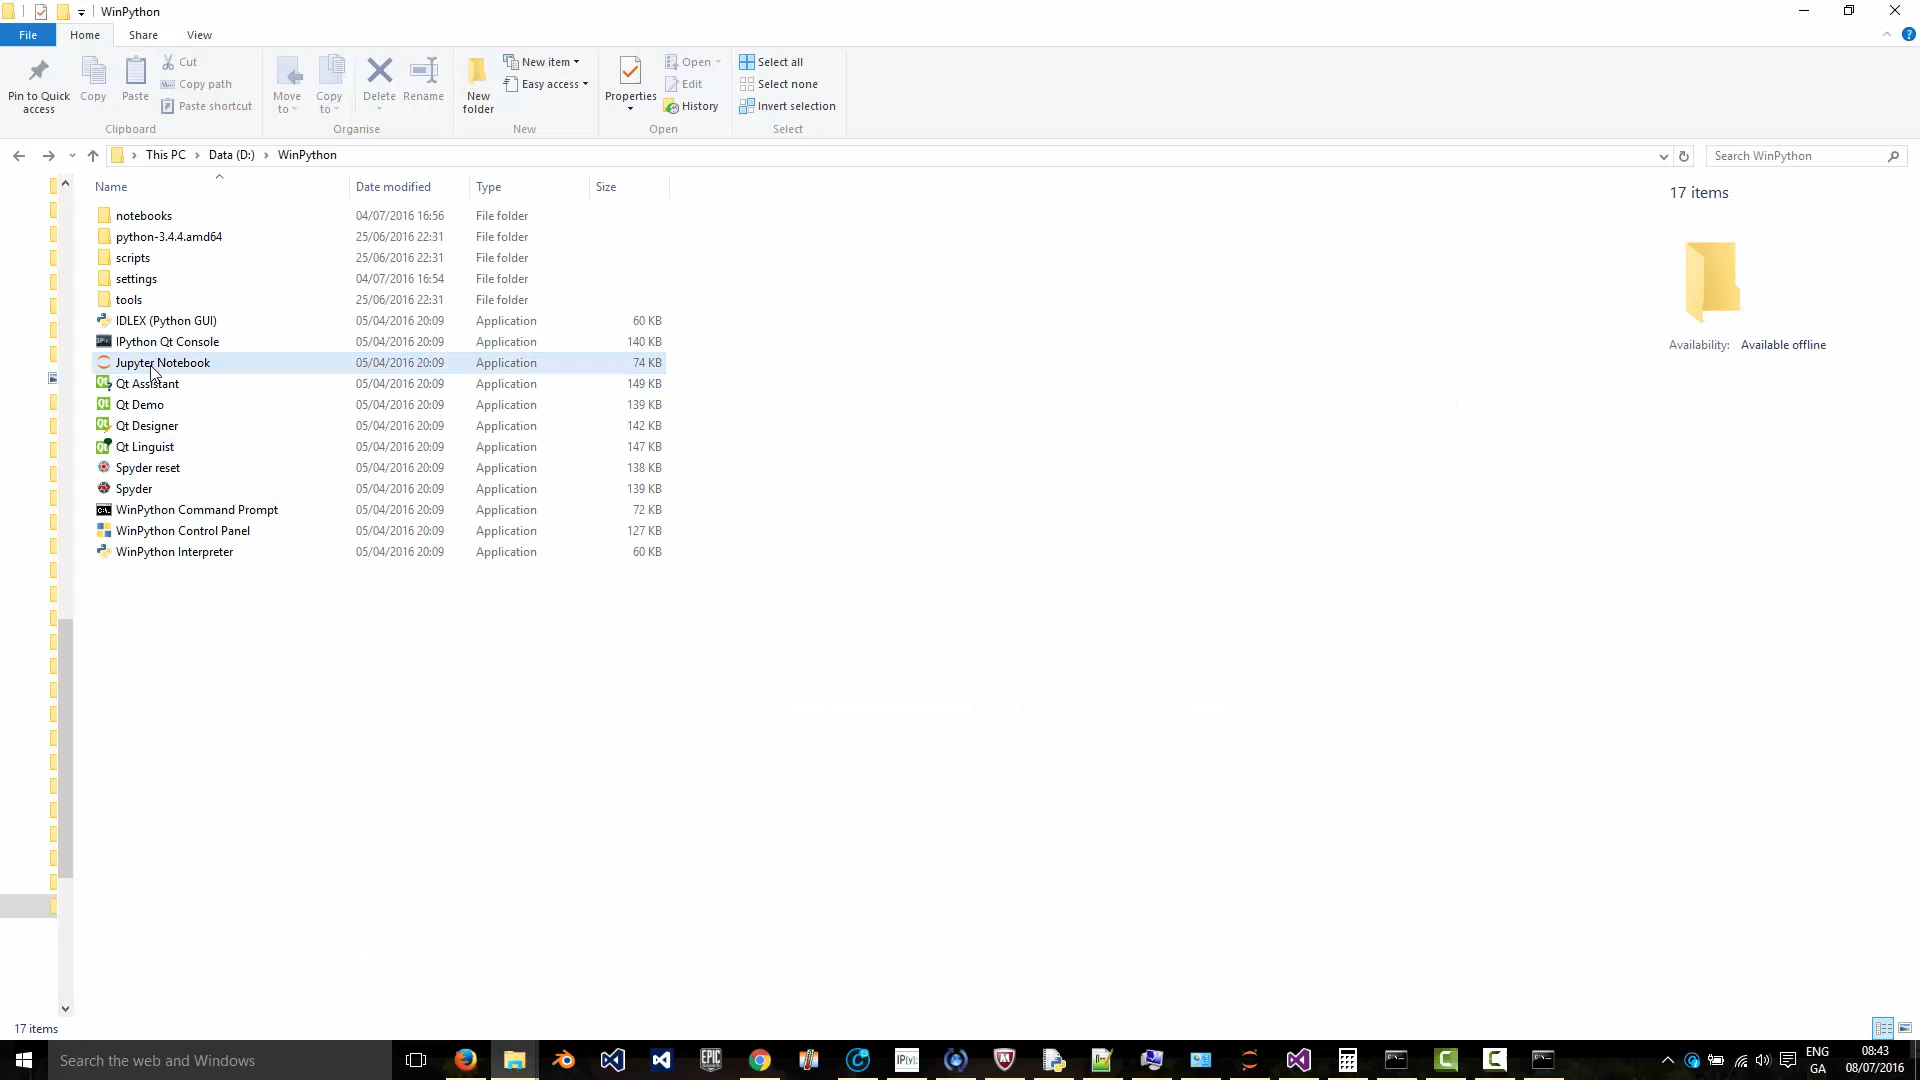 WinPython
File Home Share View
Pin to Quick access
Copy
Paste
Cut
Copy path
Paste shortcut
Clipboard
Move to
Copy to
Delete
Rename
Organise
New folder
New item
Easy access
New
Properties
Open
Edit
History
Open
Select all
Select none
Invert selection
Select
This PC Data (D:) WinPython
Search WinPython
Name Date modified Type Size
notebooks 04/07/2016 16:56 File folder
python-3.4.4.amd64 25/06/2016 22:31 File folder
scripts 25/06/2016 22:31 File folder
settings 04/07/2016 16:54 File folder
tools 25/06/2016 22:31 File folder
IDLEX (Python GUI) 05/04/2016 20:09 Application 60 KB
IPython Qt Console 05/04/2016 20:09 Application 140 KB
Jupyter Notebook 05/04/2016 20:09 Application 74 KB
Qt Assistant 05/04/2016 20:09 Application 149 KB
Qt Demo 05/04/2016 20:09 Application 139 KB
Qt Designer 05/04/2016 20:09 Application 142 KB
Qt Linguist 05/04/2016 20:09 Application 147 KB
Spyder reset 05/04/2016 20:09 Application 138 KB
Spyder 05/04/2016 20:09 Application 139 KB
WinPython Command Prompt 05/04/2016 20:09 Application 72 KB
WinPython Control Panel 05/04/2016 20:09 Application 127 KB
WinPython Interpreter 05/04/2016 20:09 Application 60 KB
17 items
Availability: Available offline
17 items
Search the web and Windows
EPIC
IP[y]:
ENG
GA
08:43
08/07/2016